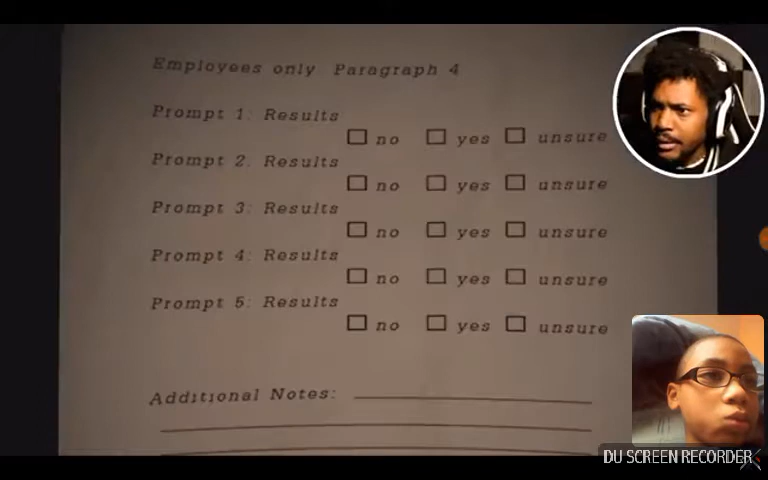 Employees only Paragraph 4
Prompt 1: Results
no yes unsure
Prompt 2: Results
no yes unsure
Prompt 3: Results
no yes unsure
Prompt 4: Results
no yes unsure
Prompt 5: Results
no yes unsure
Additional Notes:
DU SCREEN RECORDER